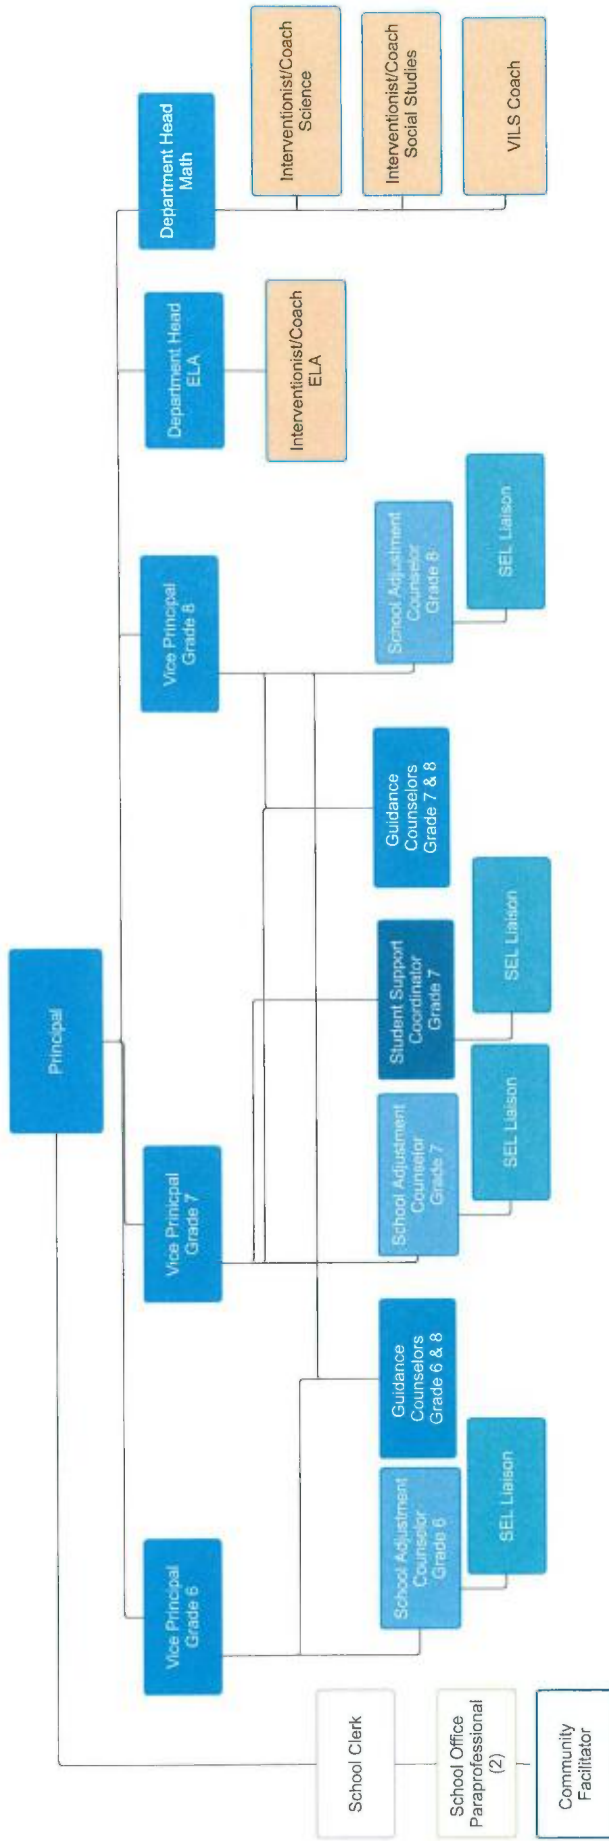 Principal
Vice Principal
Grade 6
Vice Prinicpal
Grade 7
Vice Principal
Grade 8
Department Head
ELA
Department Head
Math
School Clerk
School Office
Paraprofessional
(2)
Community
Facilitator
School Adjustment
Counselor
Grade 6
SEL Liaison
Guidance
Counselors
Grade 6 & 8
School Adjustment
Counselor
Grade 7
SEL Liaison
Student Support
Coordinator
Grade 7
SEL Liaison
Guidance
Counselors
Grade 7 & 8
School Adjustment
Counselor
Grade 8
SEL Liaison
Interventionist/Coach
ELA
Interventionist/Coach
Science
Interventionist/Coach
Social Studies
VILS Coach